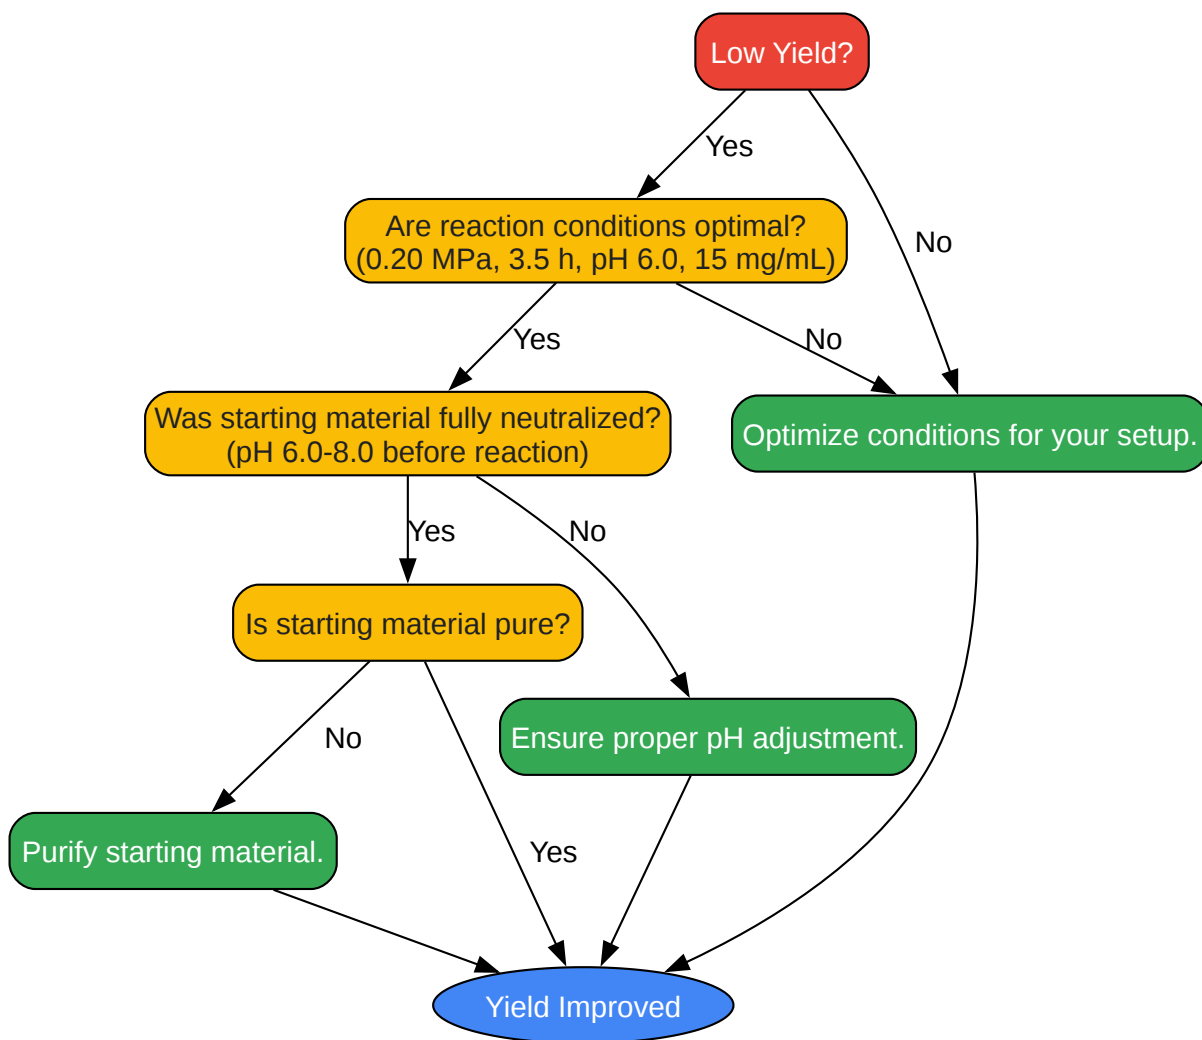 Low Yield?
Yes
Are reaction conditions optimal?
(0.20 MPa, 3.5 h, pH 6.0, 15 mg/mL)
No
Yes
No
Was starting material fully neutralized?
(pH 6.0-8.0 before reaction)
Optimize conditions for your setup.
Yes
No
Is starting material pure?
No
Ensure proper pH adjustment.
Purify starting material.
Yes
Yield Improved